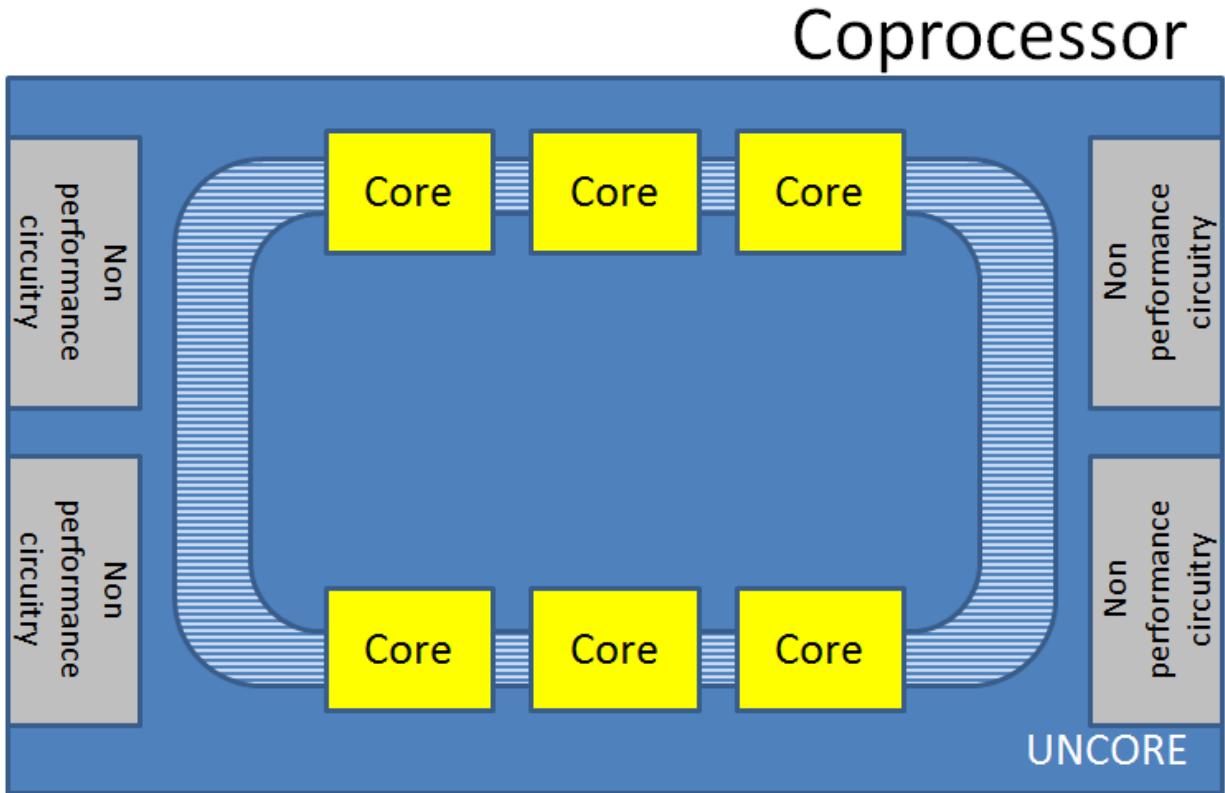 Coprocessor
Non
performance
circuitry
Core
Core
Core
Non
performance
circuitry
Non
performance
circuitry
Core
Core
Core
Non
performance
circuitry
UNCORE